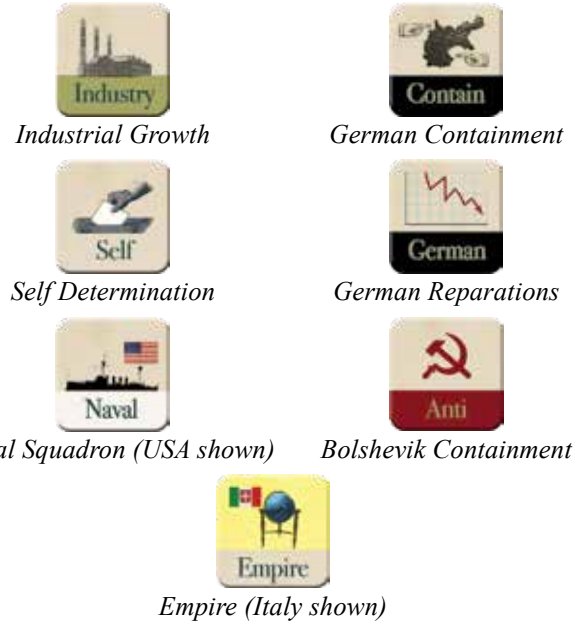 Industry
Contain
Industrial Growth
German Containment
Self
German
Self Determination
German Reparations
Naval
Anti
Squadron (USA shown)
Bolshevik Containment
Empire
Empire (Italy shown)